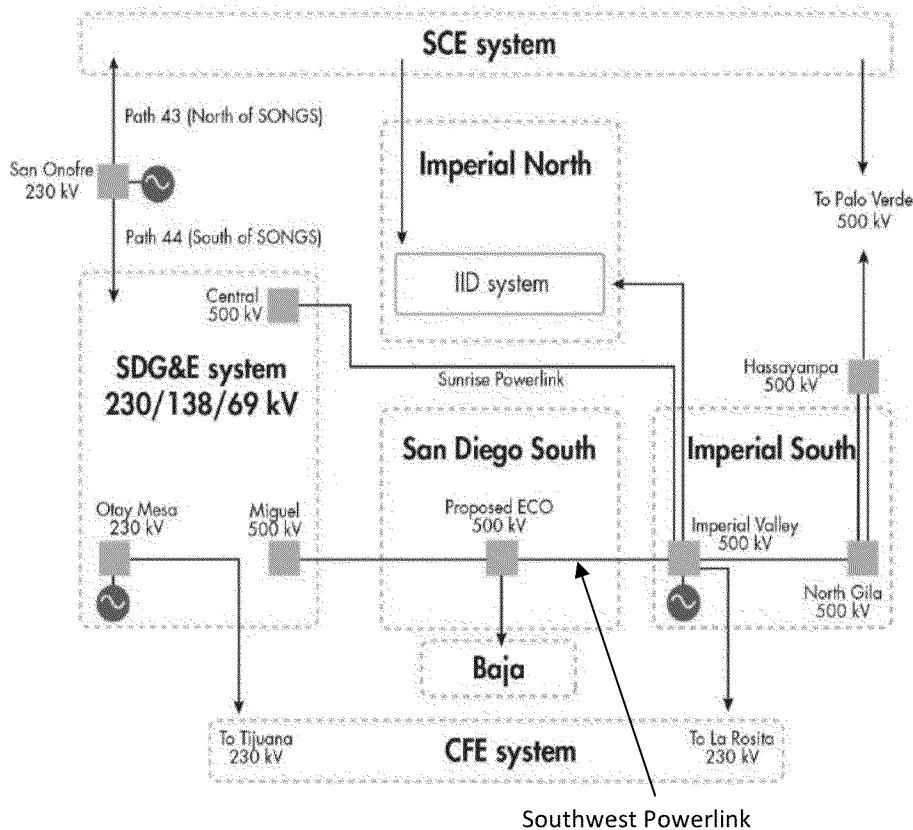 SCE system
Path 43 (North of SONGS)
San Onofre
230 kV
Path 44 (South of SONGS)
Imperial North
IID system
To Palo Verde
500 kV
Central
500 kV
SDG&E system
230/138/69 kV
Sunrise Powerlink
Hassayampa
500 kV
San Diego South
Imperial South
Otay Mesa
230 kV
Miguel
500 kV
Proposed ECO
500 kV
Imperial Valley
500 kV
North Gila
500 kV
Baja
To Tijuana
230 kV
CFE system
To La Rosita
230 kV
Southwest Powerlink